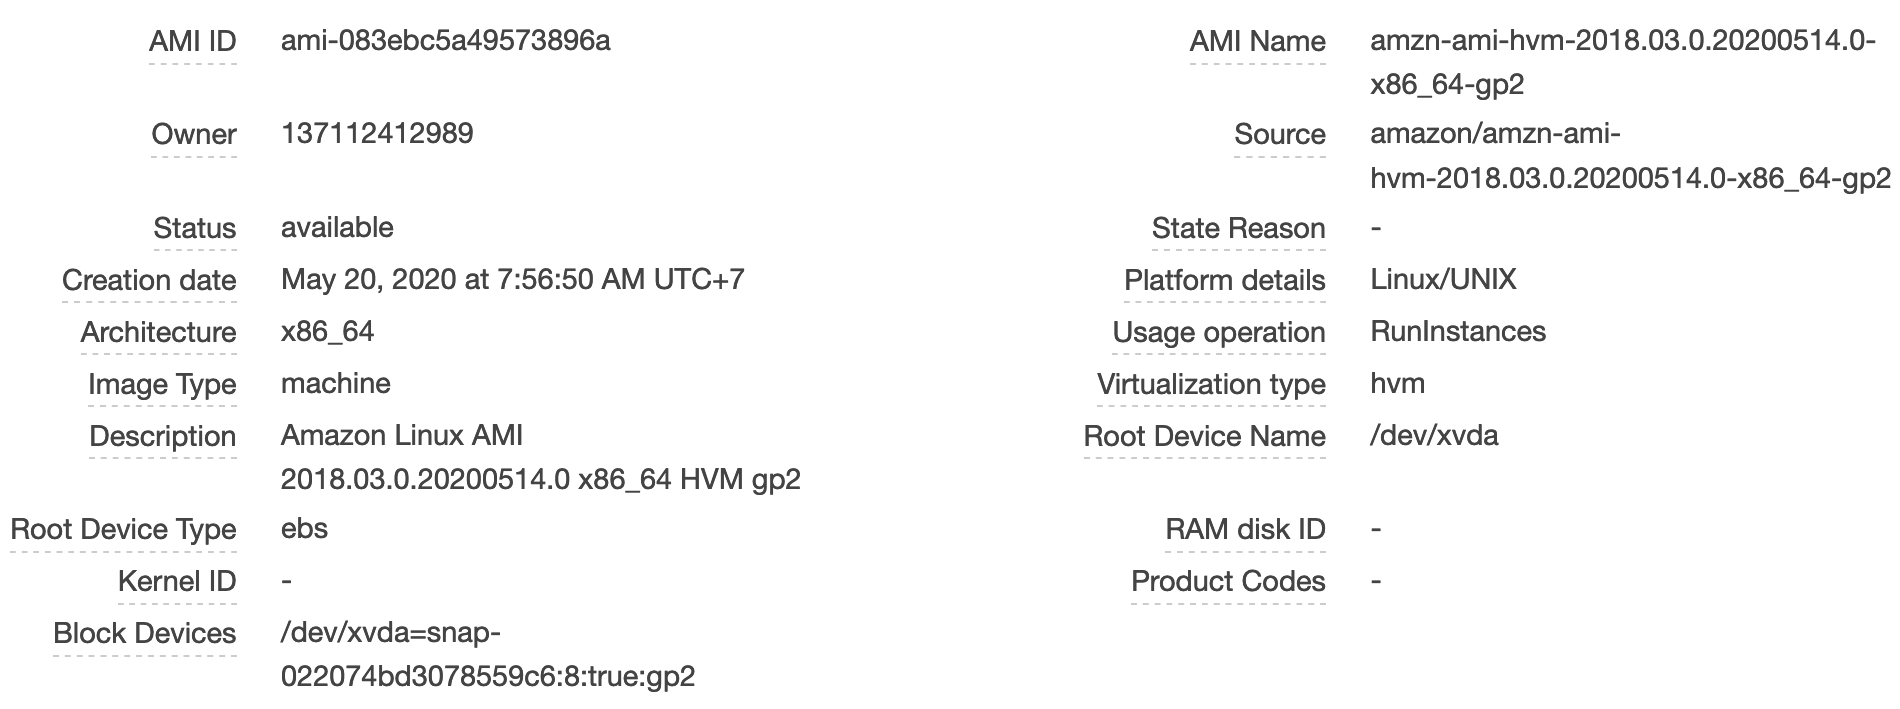 AMI ID ami-083ebc5a49573896a AMI Name amzn-ami-hvm-2018.03.0.20200514.0-
x86_64-gp2
Owner 137112412989 Source amazon/amzn-ami-
hvm-2018.03.0.20200514.0-x86_64-gp2
Status available State Reason -
Creation date May 20, 2020 at 7:56:50 AM UTC+7 Platform details Linux/UNIX
Architecture x86_64 Usage operation RunInstances
Image Type machine Virtualization type hvm
Description Amazon Linux AMI Root Device Name /dev/xvda
2018.03.0.20200514.0 x86_64 HVM gp2
Root Device Type ebs RAM disk ID -
Kernel ID - Product Codes -
Block Devices /dev/xvda=snap-
022074bd3078559c6:8:true:gp2